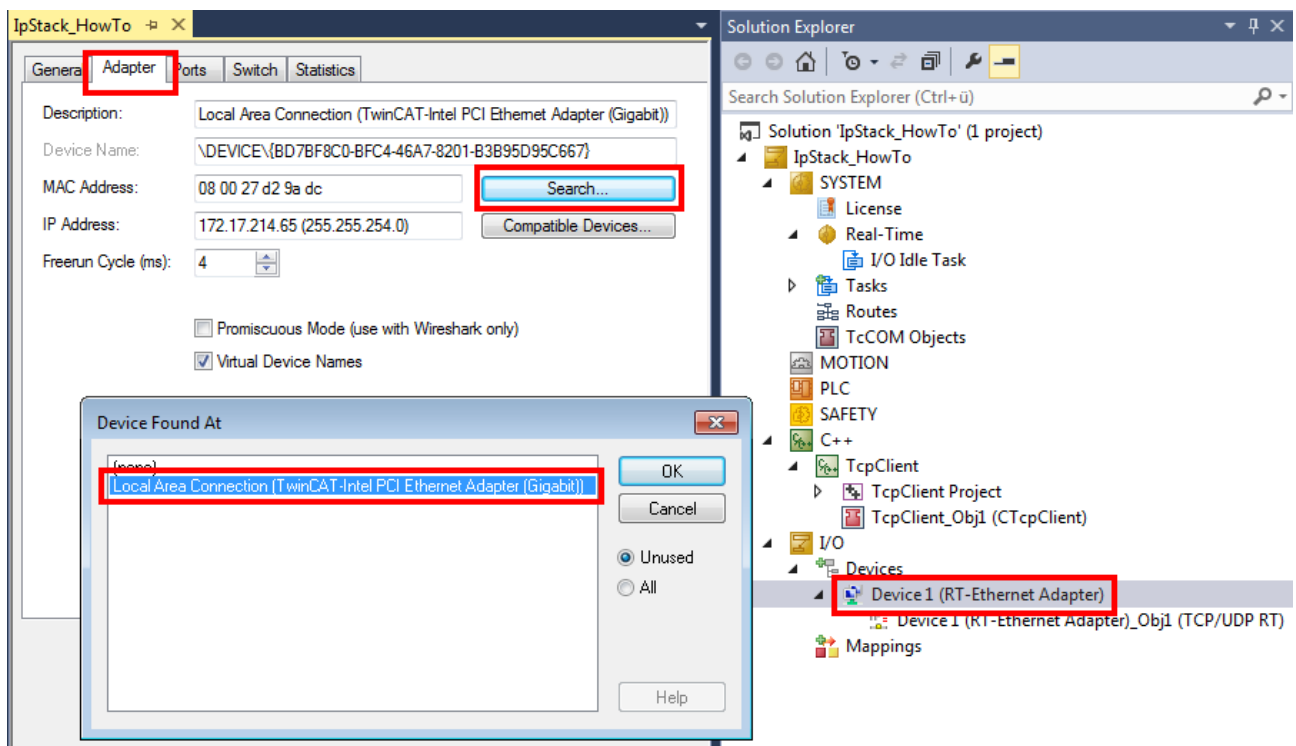 IpStack_HowTo
General
Adapter
Ports
Switch
Statistics
Description:
Local Area Connection (TwinCAT-Intel PCI Ethernet Adapter (Gigabit))
Device Name:
\DEVICE\{BD7BF8C0-BFC4-46A7-8201-B3B95D95C667}
MAC Address:
08 00 27 d2 9a dc
Search...
IP Address:
172.17.214.65 (255.255.254.0)
Compatible Devices...
Freerun Cycle (ms):
4
Promiscuous Mode (use with Wireshark only)
Virtual Device Names
Device Found At
(none)
Local Area Connection (TwinCAT-Intel PCI Ethernet Adapter (Gigabit))
OK
Cancel
Unused
All
Help
Solution Explorer
Search Solution Explorer (Ctrl+ü)
Solution 'IpStack_HowTo' (1 project)
IpStack_HowTo
SYSTEM
License
Real-Time
I/O Idle Task
Tasks
Routes
TcCOM Objects
MOTION
PLC
SAFETY
C++
TcpClient
TcpClient Project
TcpClient_Obj1 (CTcpClient)
I/O
Devices
Device 1 (RT-Ethernet Adapter)
Device 1 (RT-Ethernet Adapter)_Obj1 (TCP/UDP RT)
Mappings